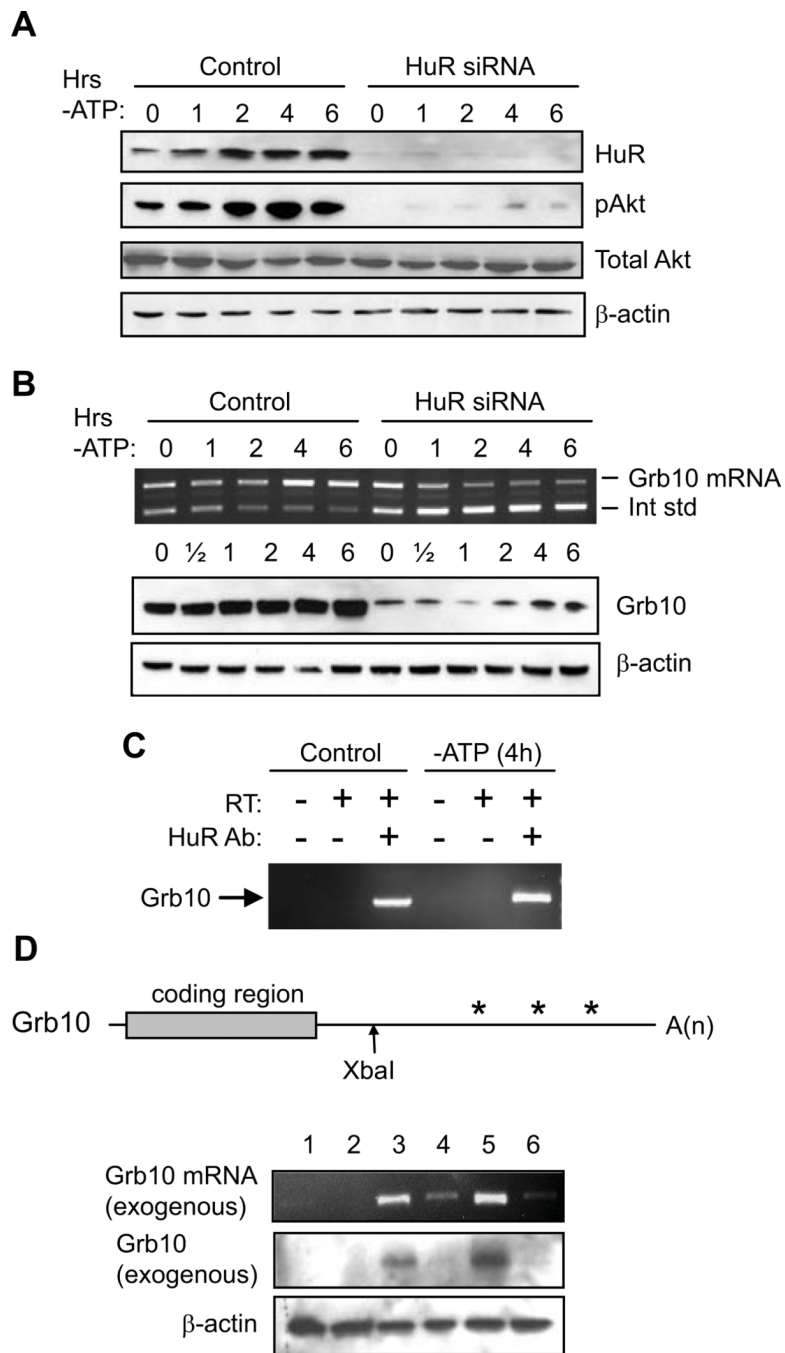 A
Control HuR siRNA
Hrs
-ATP: 0 1 2 4 6 0 1 2 4 6
HuR
pAkt
Total Akt
β-actin
B
Control HuR siRNA
Hrs
-ATP: 0 1 2 4 6 0 1 2 4 6
Grb10 mRNA
Int std
0 ½ 1 2 4 6 0 ½ 1 2 4 6
Grb10
β-actin
C
Control -ATP (4h)
RT: - + + - + +
HuR Ab: - - + - - +
Grb10
D
coding region * * *
Grb10 A(n)
XbaI
1 2 3 4 5 6
Grb10 mRNA
(exogenous)
Grb10
(exogenous)
β-actin